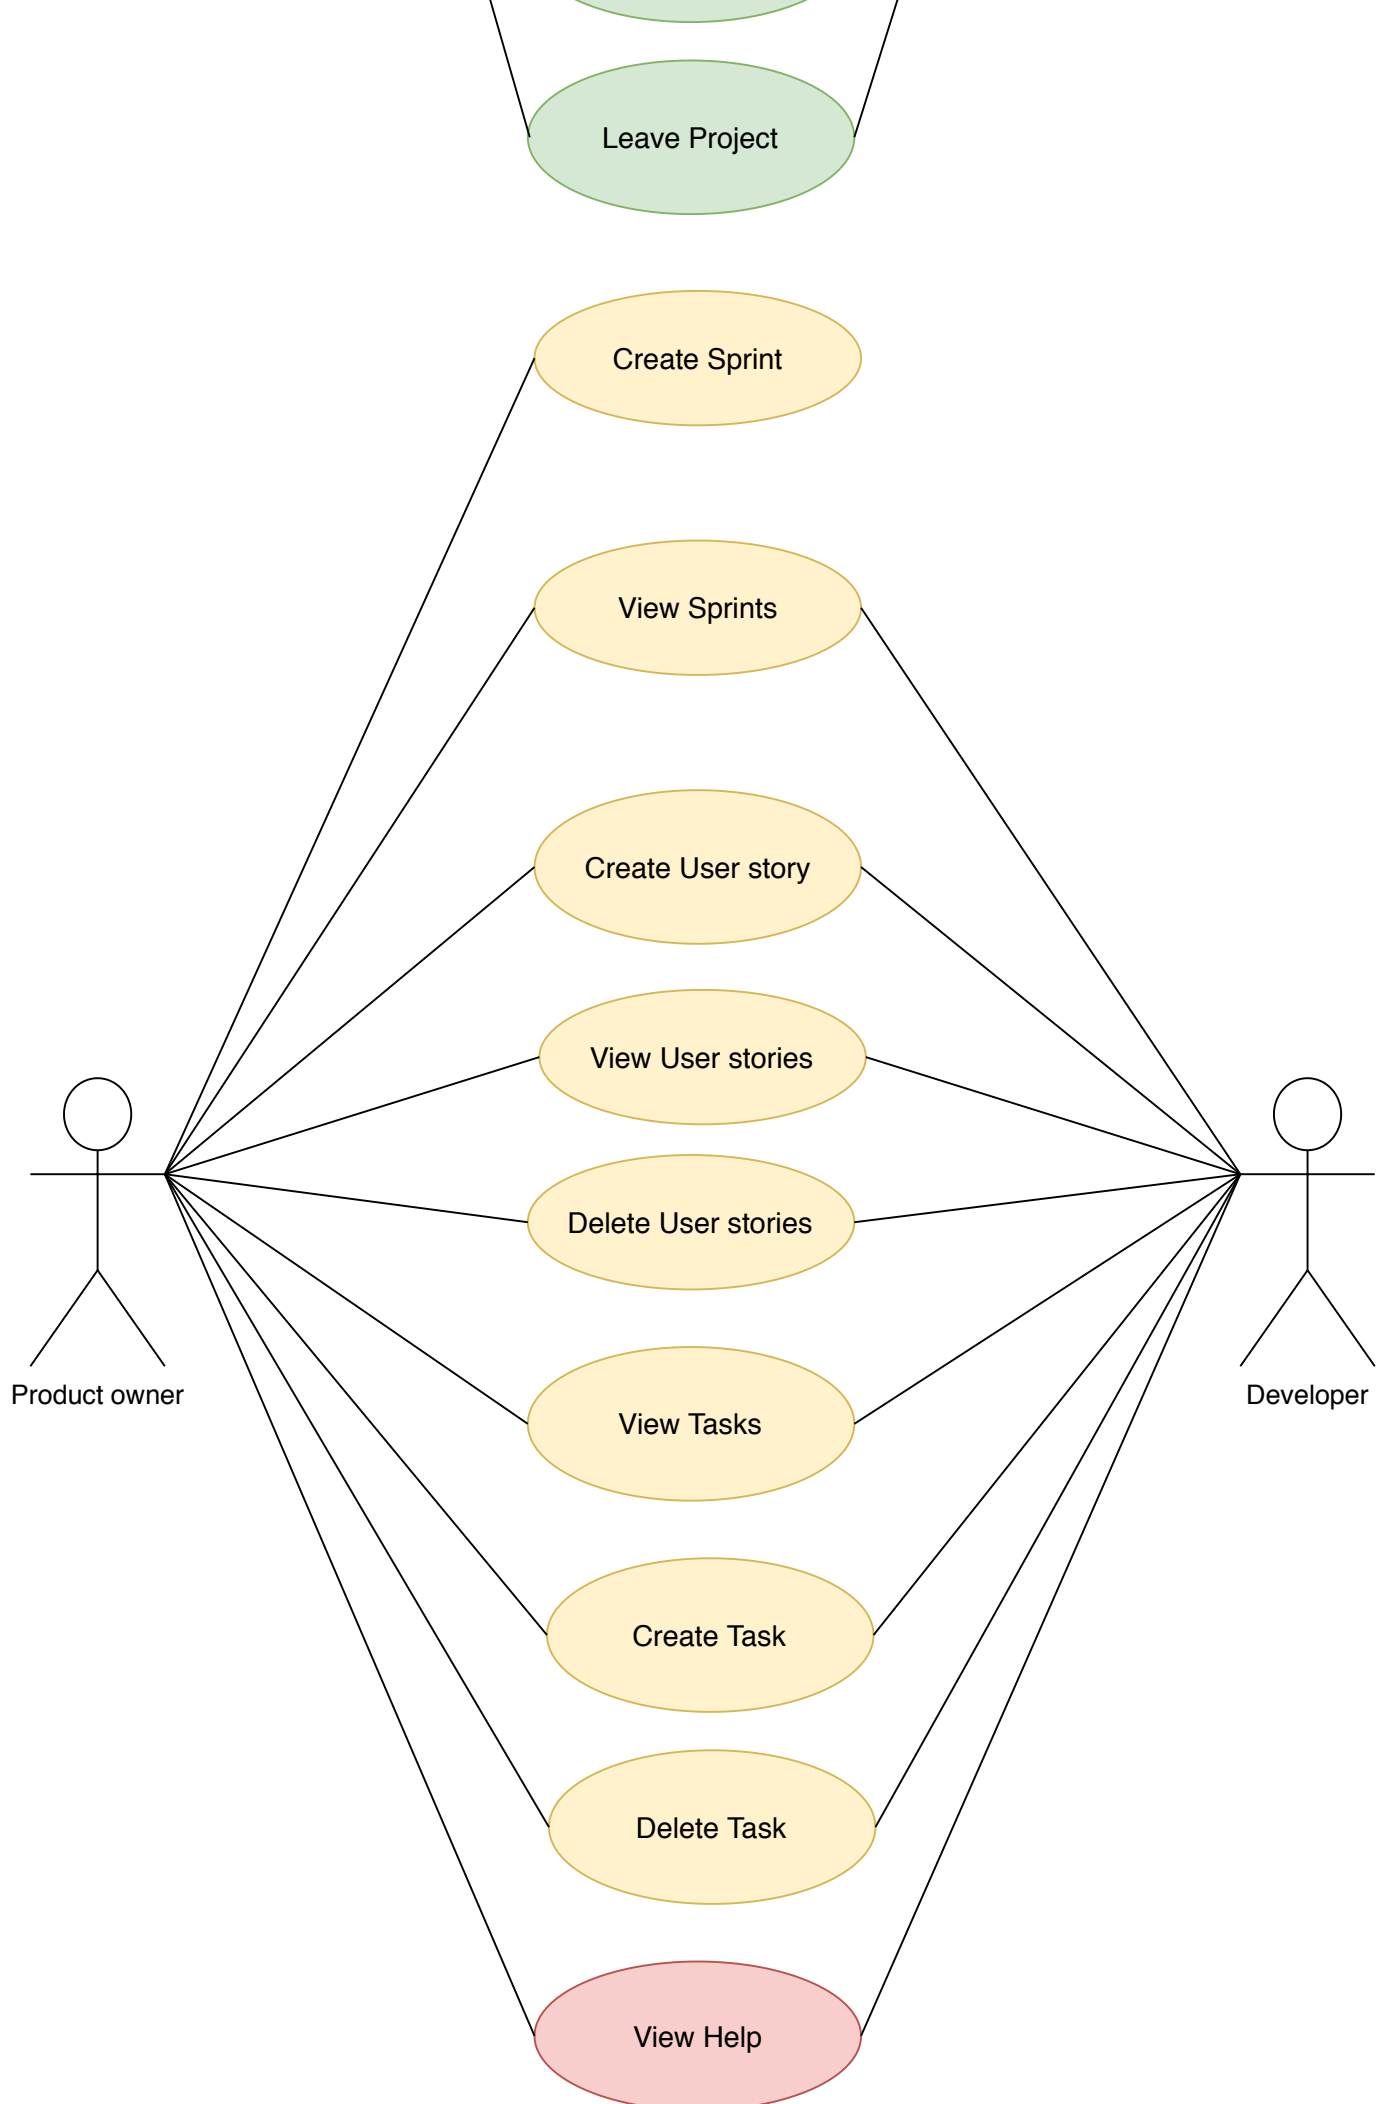 Leave Project
Create Sprint
View Sprints
Create User story
View User stories
Delete User stories
Product owner
Developer
View Tasks
Create Task
Delete Task
View Help